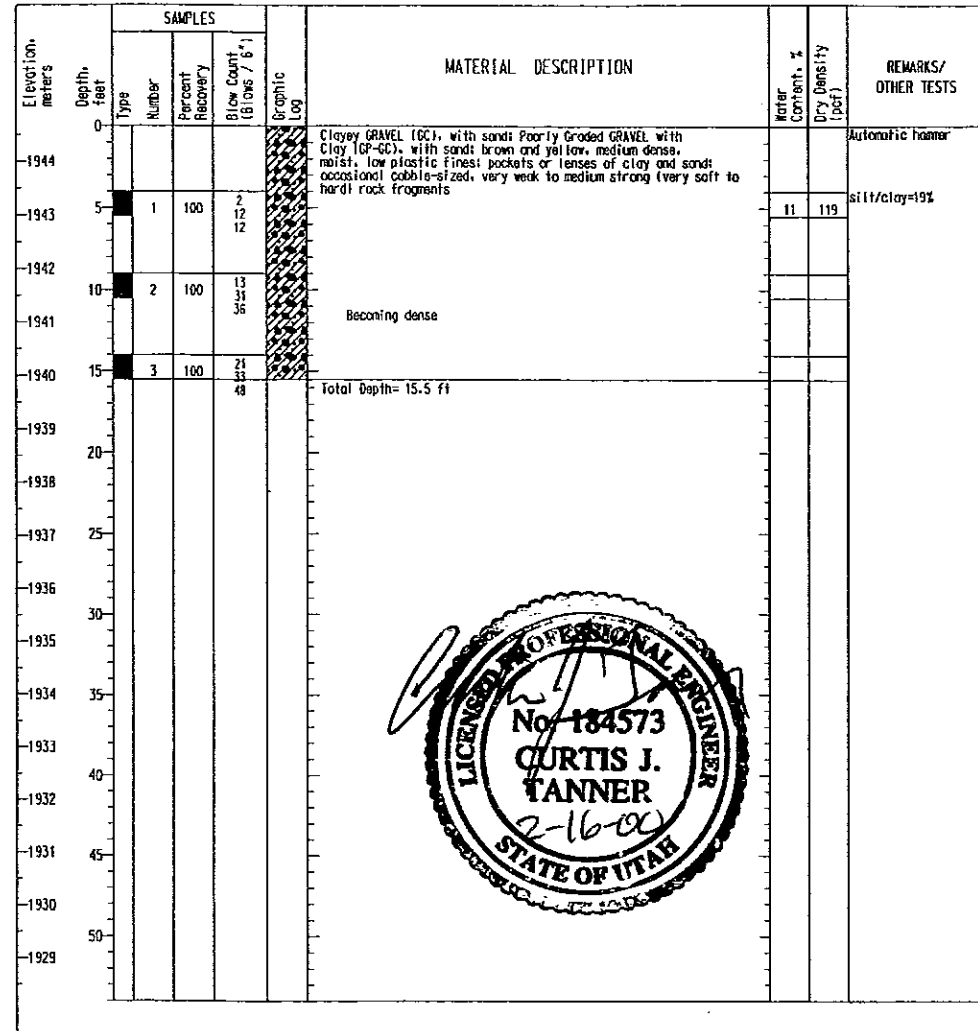 SAMPLES
Elevation, meters
Depth, feet
Type
Number
Percent Recovery
Blow Count (Blows / 6")
Graphic Log
MATERIAL DESCRIPTION
Water Content, %
Dry Density (pcf)
REMARKS/
OTHER TESTS
0
Clayey GRAVEL (GC), with sand; Poorly Graded GRAVEL with
Clay (GP-GC), with sand; brown and yellow, medium dense,
moist, low plastic fines; pockets or lenses of clay and sand;
occasional cobble-sized, very weak to medium strong (very soft to
hard) rock fragments
Automatic hammer
1944
1943
5
1
100
2
12
12
11
119
silt/clay=19%
1942
10
2
100
13
31
36
1941
Becoming dense
1940
15
3
100
21
33
48
Total Depth= 15.5 ft
1939
20
1938
1937
25
1936
30
1935
1934
35
1933
1932
40
1931
45
1930
50
1929
LICENSED PROFESSIONAL ENGINEER
No. 184573
CURTIS J.
TANNER
2-16-00
STATE OF UTAH